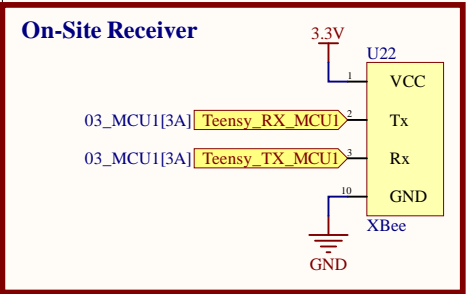 On-Site Receiver
3.3V
U22
1 VCC
03_MCU1[3A] Teensy_RX_MCU1 2 Tx
03_MCU1[3A] Teensy_TX_MCU1 3 Rx
10 GND
XBee
GND